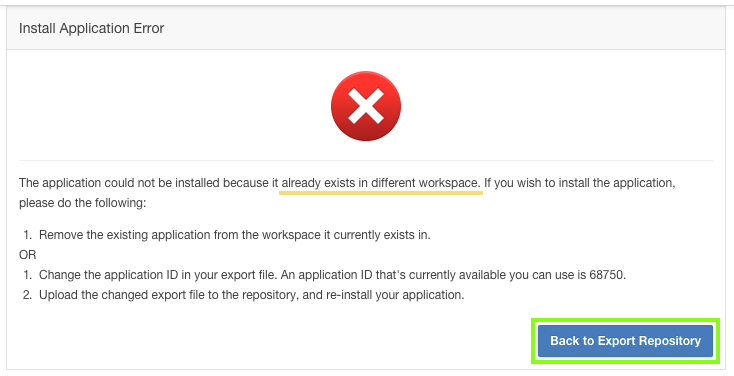 Install Application Error
The application could not be installed because it already exists in different workspace. If you wish to install the application,
please do the following:
1. Remove the existing application from the workspace it currently exists in.
OR
1. Change the application ID in your export file. An application ID that's currently available you can use is 68750.
2. Upload the changed export file to the repository, and re-install your application.
Back to Export Repository